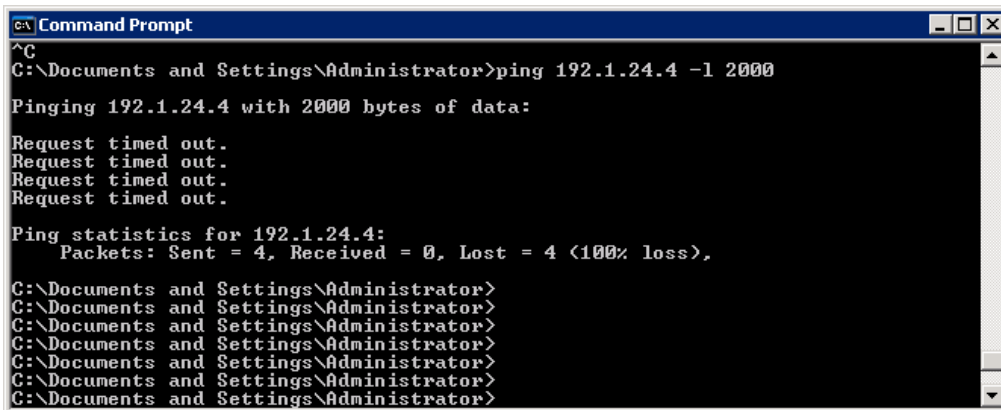 Command Prompt
^C
C:\Documents and Settings\Administrator>ping 192.1.24.4 -l 2000
Pinging 192.1.24.4 with 2000 bytes of data:
Request timed out.
Request timed out.
Request timed out.
Request timed out.
Ping statistics for 192.1.24.4:
    Packets: Sent = 4, Received = 0, Lost = 4 (100% loss),
C:\Documents and Settings\Administrator>
C:\Documents and Settings\Administrator>
C:\Documents and Settings\Administrator>
C:\Documents and Settings\Administrator>
C:\Documents and Settings\Administrator>
C:\Documents and Settings\Administrator>
C:\Documents and Settings\Administrator>